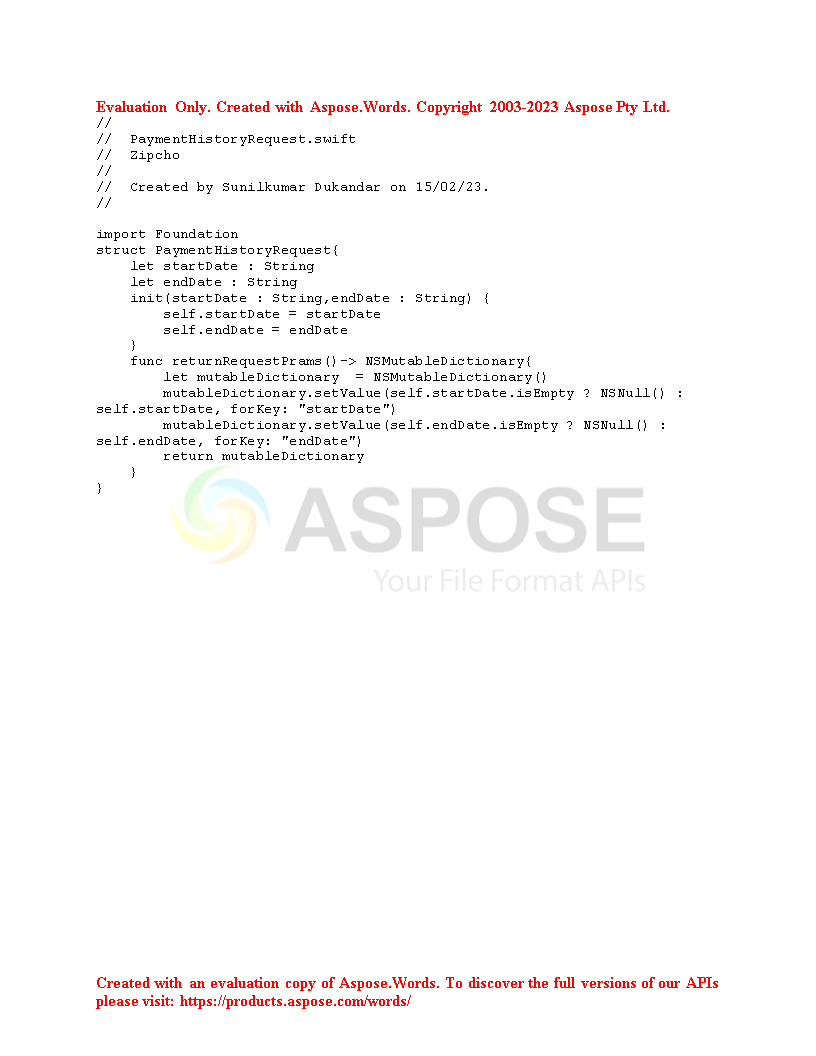 Evaluation Only. Created with Aspose.Words. Copyright 2003-2023 Aspose Pty Ltd.
//
//  PaymentHistoryRequest.swift
//  Zipcho
//
//  Created by Sunilkumar Dukandar on 15/02/23.
//

import Foundation
struct PaymentHistoryRequest{
    let startDate : String
    let endDate : String
    init(startDate : String,endDate : String) {
        self.startDate = startDate
        self.endDate = endDate
    }
    func returnRequestPrams()-> NSMutableDictionary{
        let mutableDictionary  = NSMutableDictionary()
        mutableDictionary.setValue(self.startDate.isEmpty ? NSNull() :
self.startDate, forKey: "startDate")
        mutableDictionary.setValue(self.endDate.isEmpty ? NSNull() :
self.endDate, forKey: "endDate")
        return mutableDictionary
    }
}
ASPOSE
Your File Format APIs
Created with an evaluation copy of Aspose.Words. To discover the full versions of our APIs
please visit: https://products.aspose.com/words/